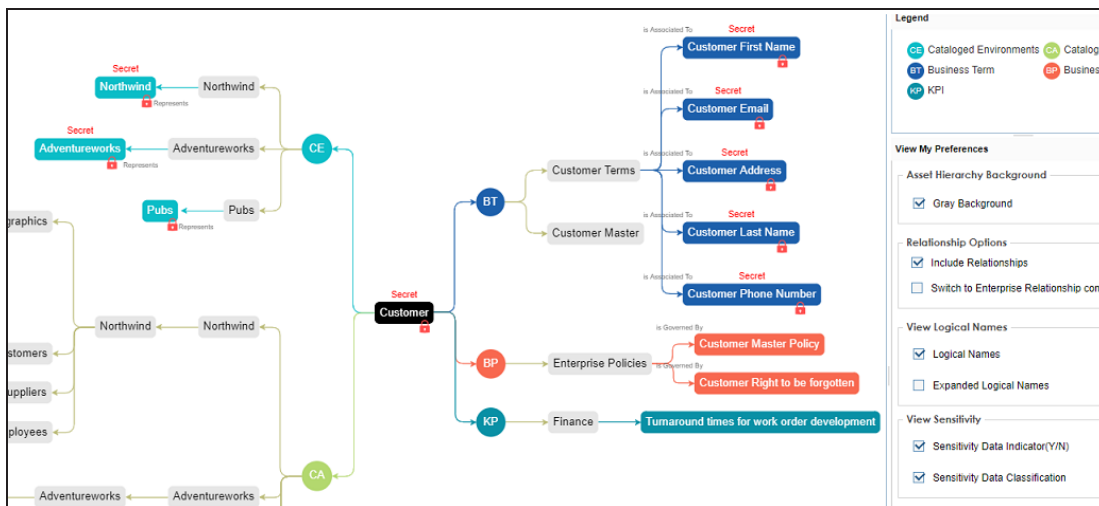 Legend
CE Cataloged Environments
CA Catalog
BT Business Term
BP Busines
KP KPI
View My Preferences
Asset Hierarchy Background
Gray Background
Relationship Options
Include Relationships
Switch to Enterprise Relationship con
View Logical Names
Logical Names
Expanded Logical Names
View Sensitivity
Sensitivity Data Indicator(Y/N)
Sensitivity Data Classification
Secret
Northwind
Represents
Northwind
Secret
Adventureworks
Represents
Adventureworks
CE
Pubs
Represents
Pubs
graphics
Northwind
Northwind
stomers
uppliers
ployees
CA
Adventureworks
Adventureworks
Secret
Customer
BT
Customer Terms
Customer Master
is Associated To
Secret
Customer First Name
is Associated To
Secret
Customer Email
is Associated To
Secret
Customer Address
is Associated To
Secret
Customer Last Name
is Associated To
Secret
Customer Phone Number
BP
Enterprise Policies
is Governed By
Customer Master Policy
is Governed By
Customer Right to be forgotten
KP
Finance
Turnaround times for work order development